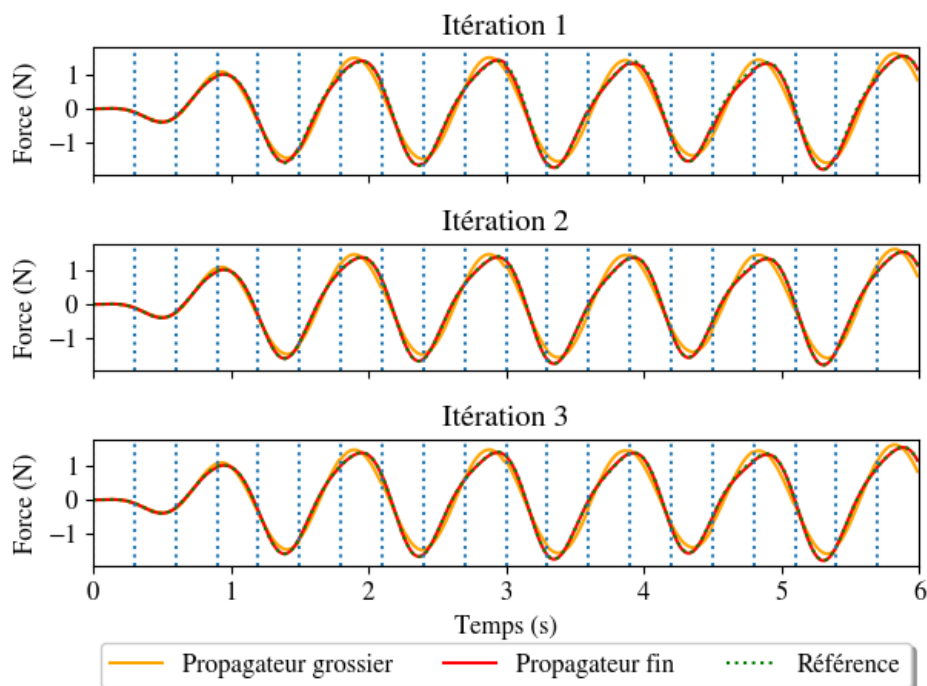 Itération 1
Force (N)
1
0
−1
Itération 2
Force (N)
1
0
−1
Itération 3
Force (N)
1
0
−1
0 1 2 3 4 5 6
Temps (s)
Propagateur grossier Propagateur fin Référence